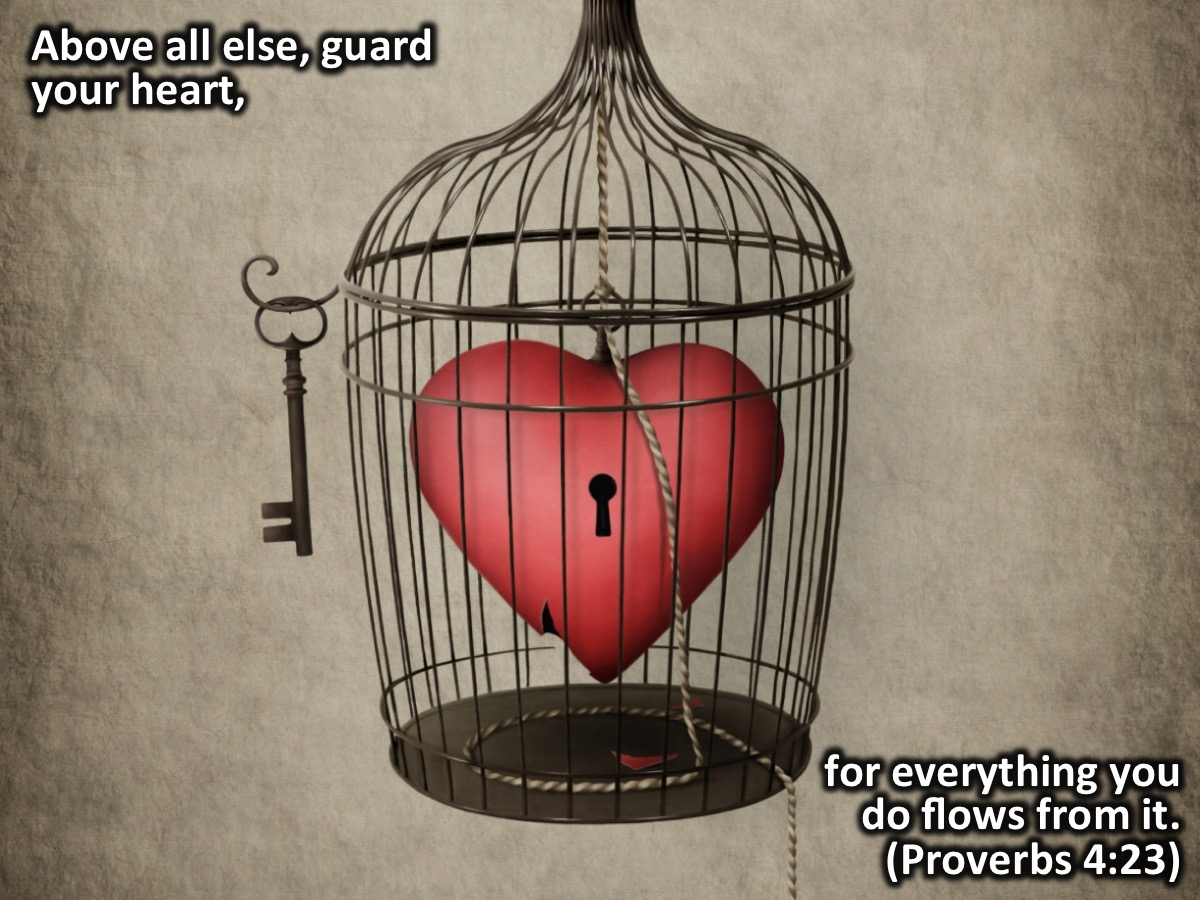 Above all else, guard
your heart,
for everything you
do flows from it.
(Proverbs 4:23)